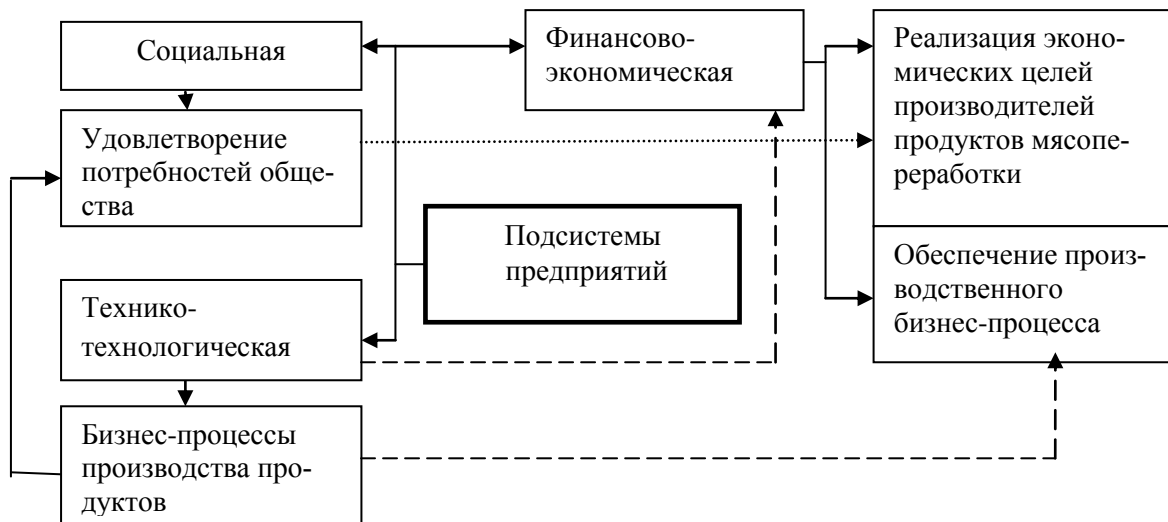 Социальная
Удовлетворение
потребностей обще-
ства
Технико-
технологическая
Бизнес-процессы
производства про-
дуктов
Финансово-
экономическая
Подсистемы
предприятий
Реализация эконо-
мических целей
производителей
продуктов мясопе-
реработки
Обеспечение произ-
водственного
бизнес-процесса